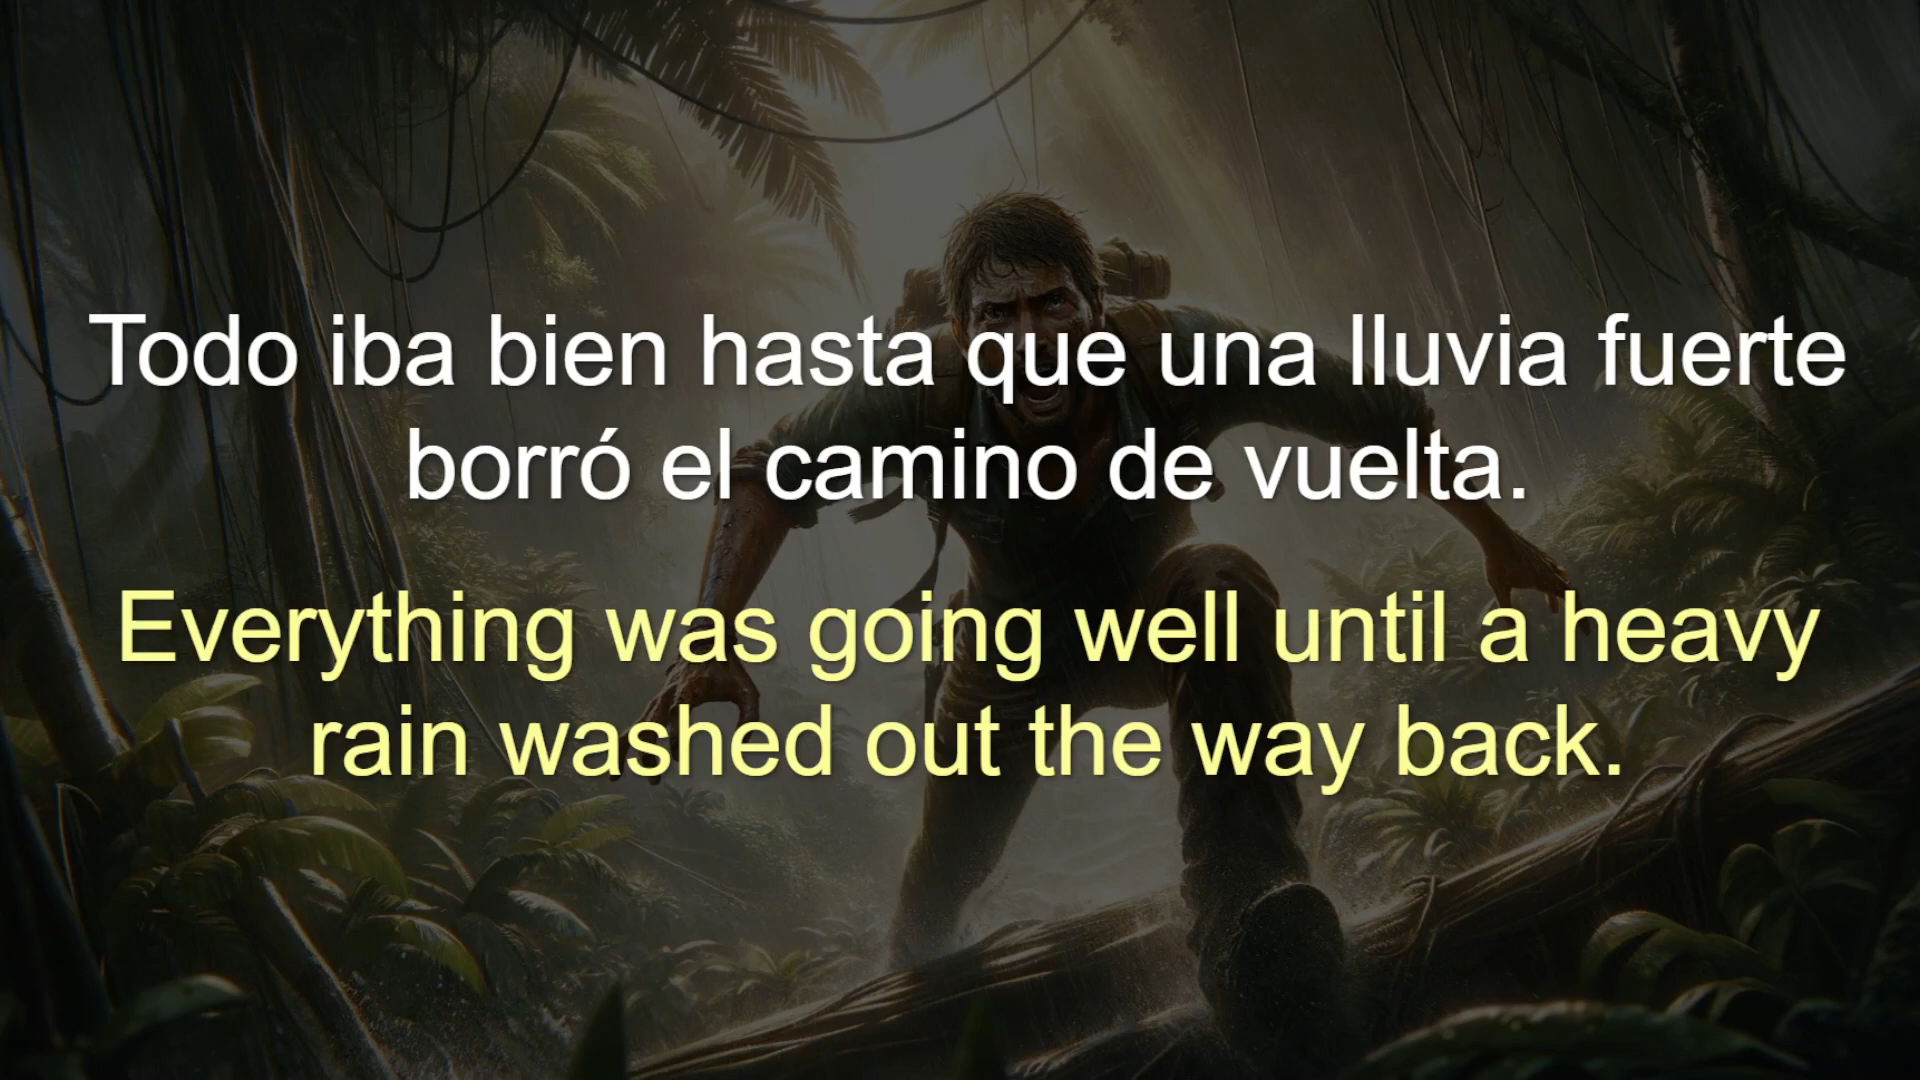 Todo iba bien hasta que una lluvia fuerte
borró el camino de vuelta.
Everything was going well until a heavy
rain washed out the way back.